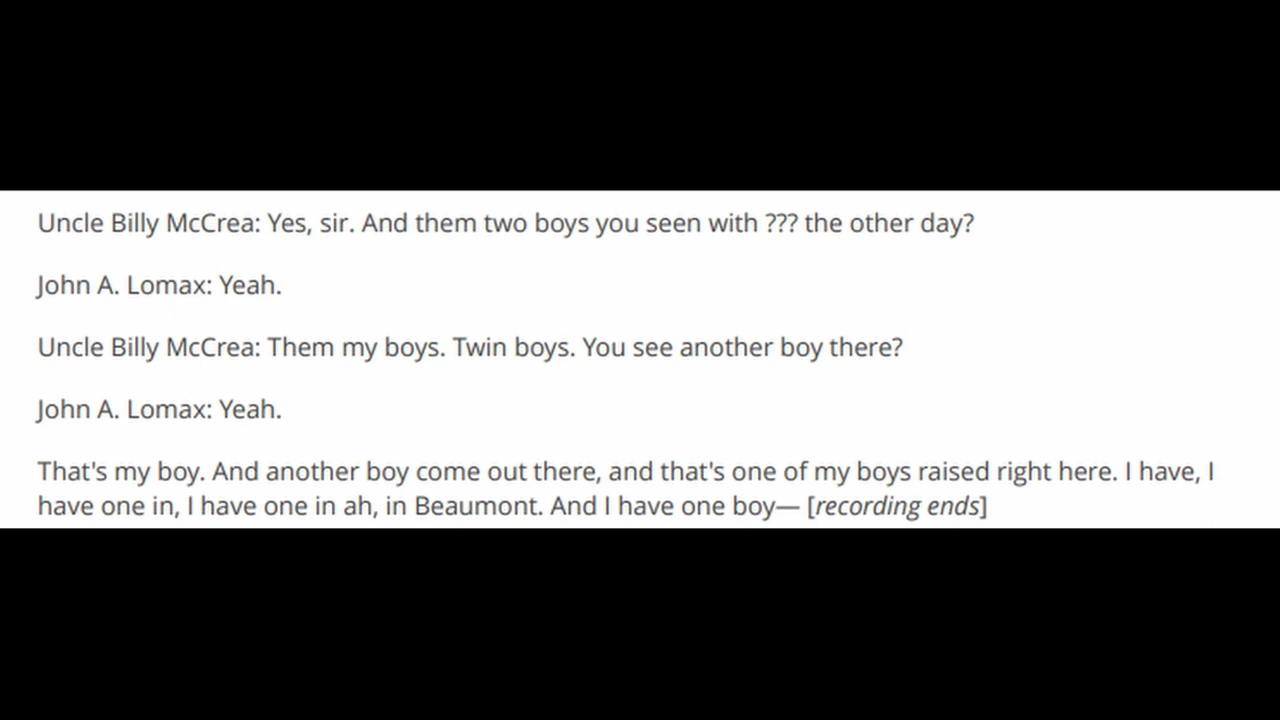 Uncle Billy McCrea: Yes, sir. And them two boys you seen with ??? the other day?
John A. Lomax: Yeah.
Uncle Billy McCrea: Them my boys. Twin boys. You see another boy there?
John A. Lomax: Yeah.
That's my boy. And another boy come out there, and that's one of my boys raised right here. I have, I
have one in, I have one in ah, in Beaumont. And I have one boy— [recording ends]